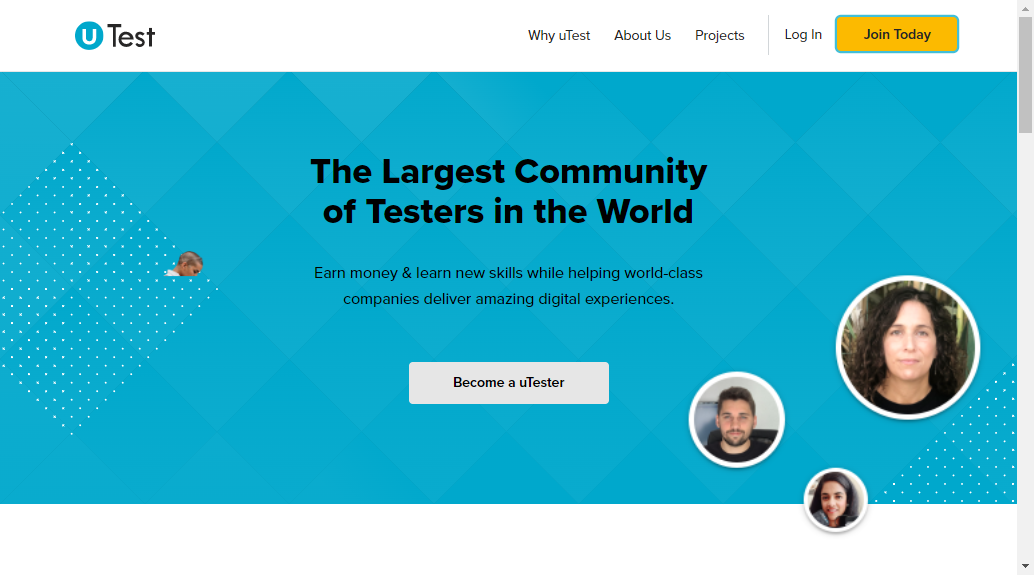 uTest
Why uTest
About Us
Projects
Log In
Join Today
The Largest Community
of Testers in the World
Earn money & learn new skills while helping world-class
companies deliver amazing digital experiences.
Become a uTester